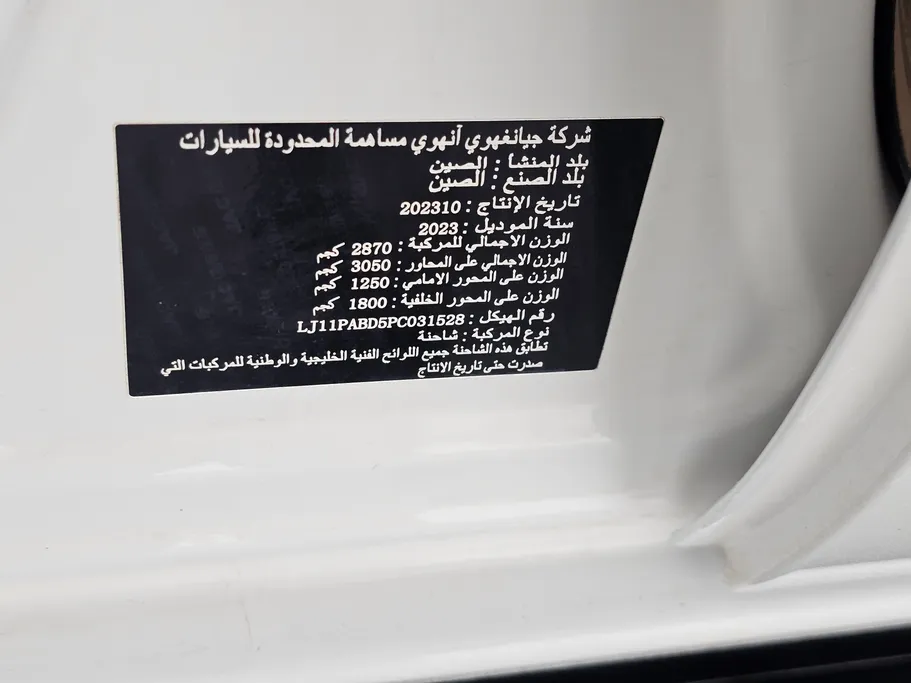 شركة جيانغهوي آنهوي مساهمة المحدودة للسيارات
بلد المنشأ : الصين
بلد الصنع : الصين
تاريخ الإنتاج : 202310
سنة الموديل : 2023
الوزن الاجمالي للمركبة : 2870 كجم
الوزن الاجمالي على المحاور : 3050 كجم
الوزن على المحور الامامي : 1250 كجم
الوزن على المحور الخلفية : 1800 كجم
رقم الهيكل : LJ11PABD5PC031528
نوع المركبة : شاحنة
تطابق هذه الشاحنة جميع اللوائح الفنية الخليجية و الوطنية للمركبات التي
صدرت حتى تاريخ الانتاج